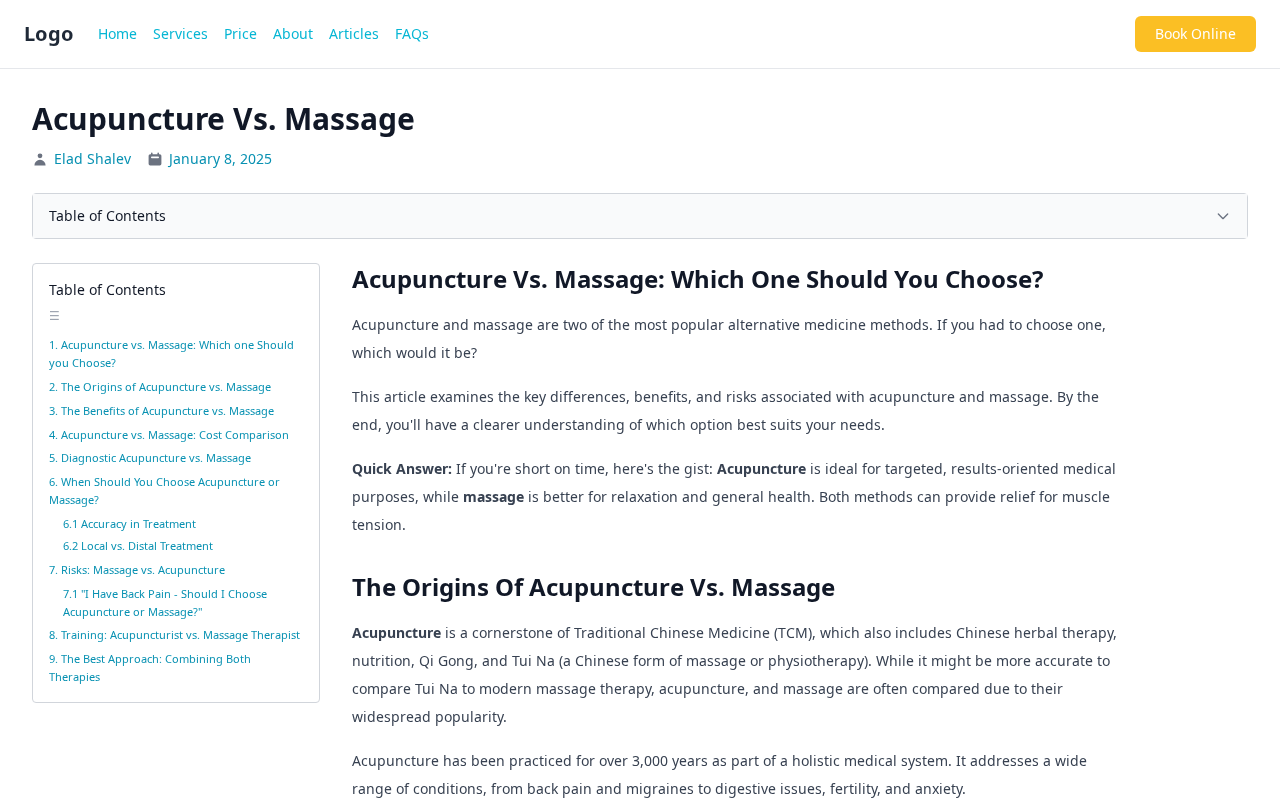 Logo
Home
Services
Price
About
Articles
FAQs
Book Online
Acupuncture Vs. Massage
Elad Shalev
January 8, 2025
Table of Contents
Table of Contents
1. Acupuncture vs. Massage: Which one Should
you Choose?
2. The Origins of Acupuncture vs. Massage
3. The Benefits of Acupuncture vs. Massage
4. Acupuncture vs. Massage: Cost Comparison
5. Diagnostic Acupuncture vs. Massage
6. When Should You Choose Acupuncture or
Massage?
6.1 Accuracy in Treatment
6.2 Local vs. Distal Treatment
7. Risks: Massage vs. Acupuncture
7.1 "I Have Back Pain - Should I Choose
Acupuncture or Massage?"
8. Training: Acupuncturist vs. Massage Therapist
9. The Best Approach: Combining Both
Therapies
Acupuncture Vs. Massage: Which One Should You Choose?
Acupuncture and massage are two of the most popular alternative medicine methods. If you had to choose one,
which would it be?
This article examines the key differences, benefits, and risks associated with acupuncture and massage. By the
end, you'll have a clearer understanding of which option best suits your needs.
Quick Answer: If you're short on time, here's the gist: Acupuncture is ideal for targeted, results-oriented medical
purposes, while massage is better for relaxation and general health. Both methods can provide relief for muscle
tension.
The Origins Of Acupuncture Vs. Massage
Acupuncture is a cornerstone of Traditional Chinese Medicine (TCM), which also includes Chinese herbal therapy,
nutrition, Qi Gong, and Tui Na (a Chinese form of massage or physiotherapy). While it might be more accurate to
compare Tui Na to modern massage therapy, acupuncture, and massage are often compared due to their
widespread popularity.
Acupuncture has been practiced for over 3,000 years as part of a holistic medical system. It addresses a wide
range of conditions, from back pain and migraines to digestive issues, fertility, and anxiety.